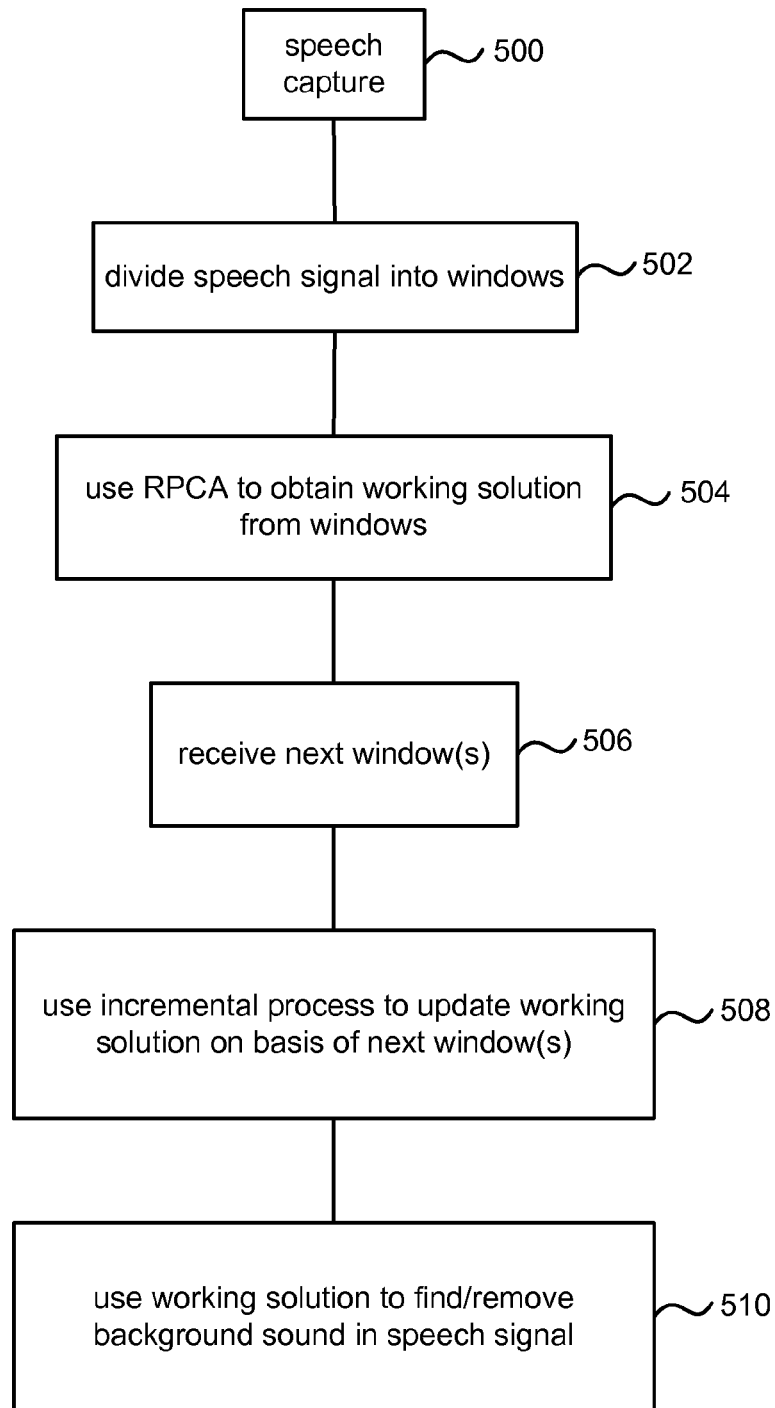 speech
capture
500
divide speech signal into windows
502
use RPCA to obtain working solution
from windows
504
receive next window(s)
506
use incremental process to update working
solution on basis of next window(s)
508
use working solution to find/remove
background sound in speech signal
510